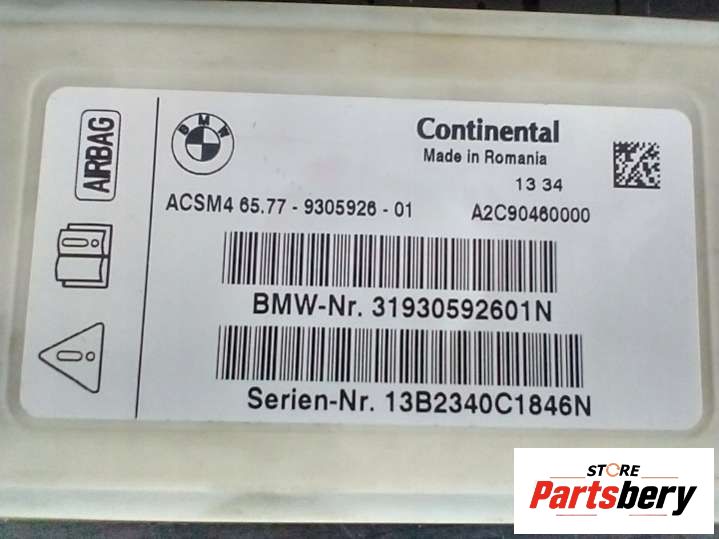 AIRBAG
BMW
Continental
Made in Romania
13 34
ACSM4 65.77 - 9305926 - 01
A2C90460000
BMW-Nr. 31930592601N
Serien-Nr. 13B2340C1846N
STORE
Partsbery